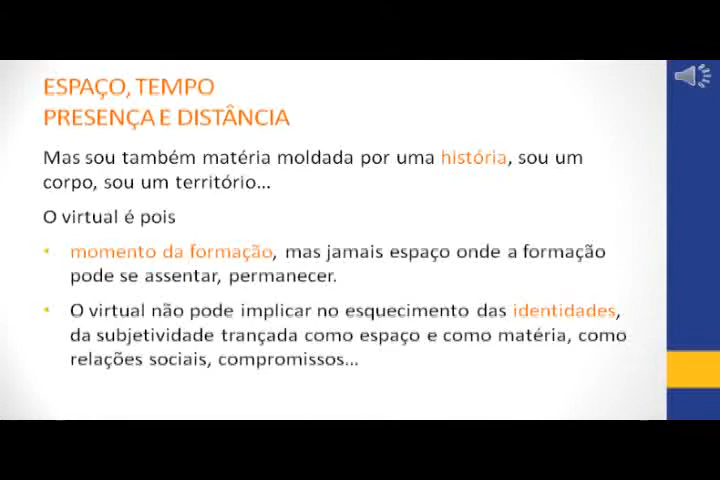 ESPAÇO, TEMPO
PRESENÇA E DISTÂNCIA
Mas sou também matéria moldada por uma história, sou um
corpo, sou um território...
O virtual é pois
• momento da formação, mas jamais espaço onde a formação
pode se assentar, permanecer.
• O virtual não pode implicar no esquecimento das identidades,
da subjetividade trançada como espaço e como matéria, como
relações sociais, compromissos...